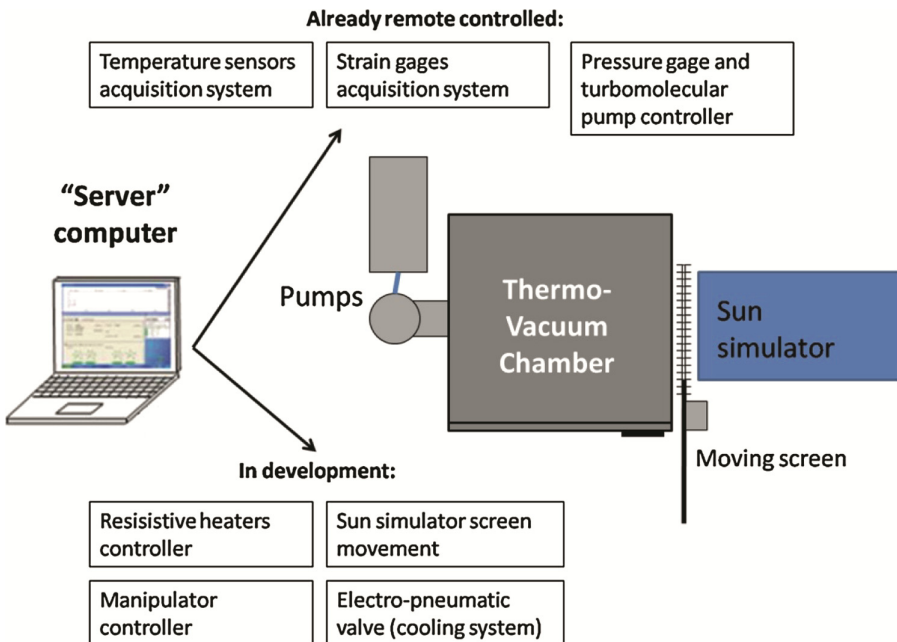 Already remote controlled:
Temperature sensors
acquisition system
Strain gages
acquisition system
Pressure gage and
turbomolecular
pump controller
“Server”
computer
Pumps
Thermo-
Vacuum
Chamber
Sun
simulator
Moving screen
In development:
Resisistive heaters
controller
Sun simulator screen
movement
Manipulator
controller
Electro-pneumatic
valve (cooling system)